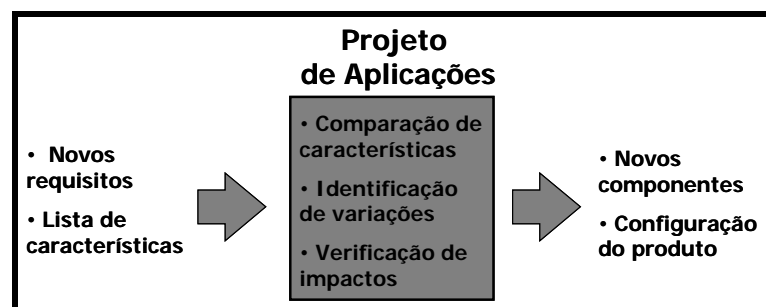 Projeto
de Aplicações
• Novos
requisitos
• Lista de
características
• Comparação de
características
• Identificação
de variações
• Verificação de
impactos
• Novos
componentes
• Configuração
do produto